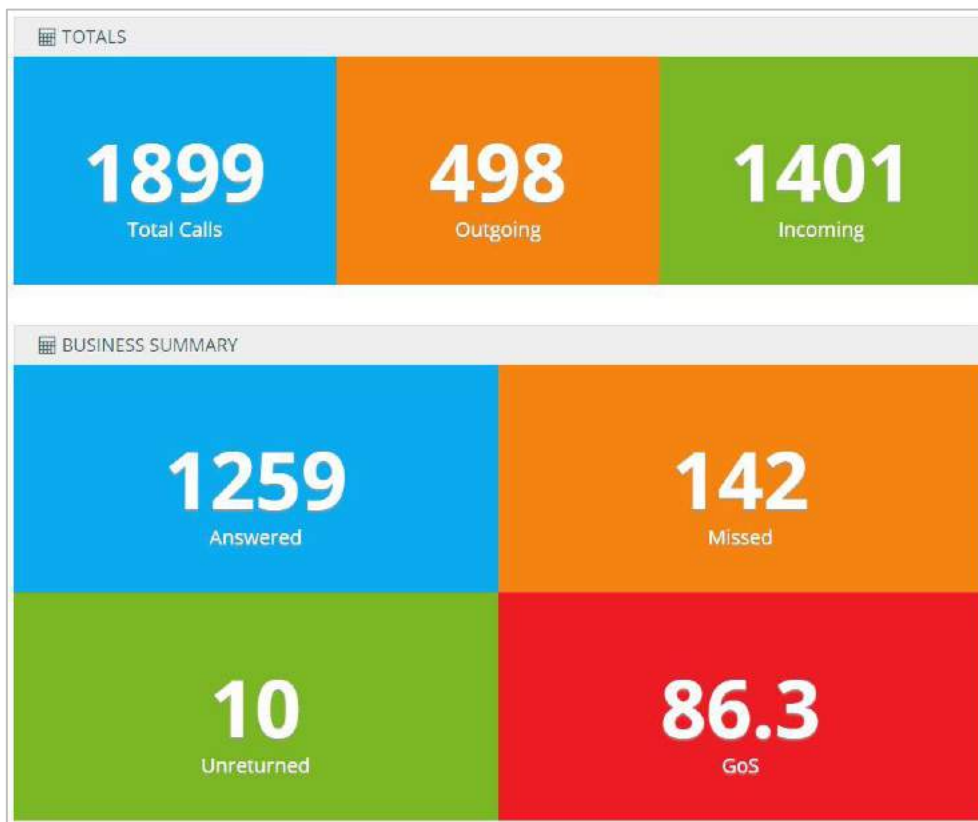 TOTALS
1899
Total Calls
498
Outgoing
1401
Incoming
BUSINESS SUMMARY
1259
Answered
142
Missed
10
Unreturned
86.3
GoS